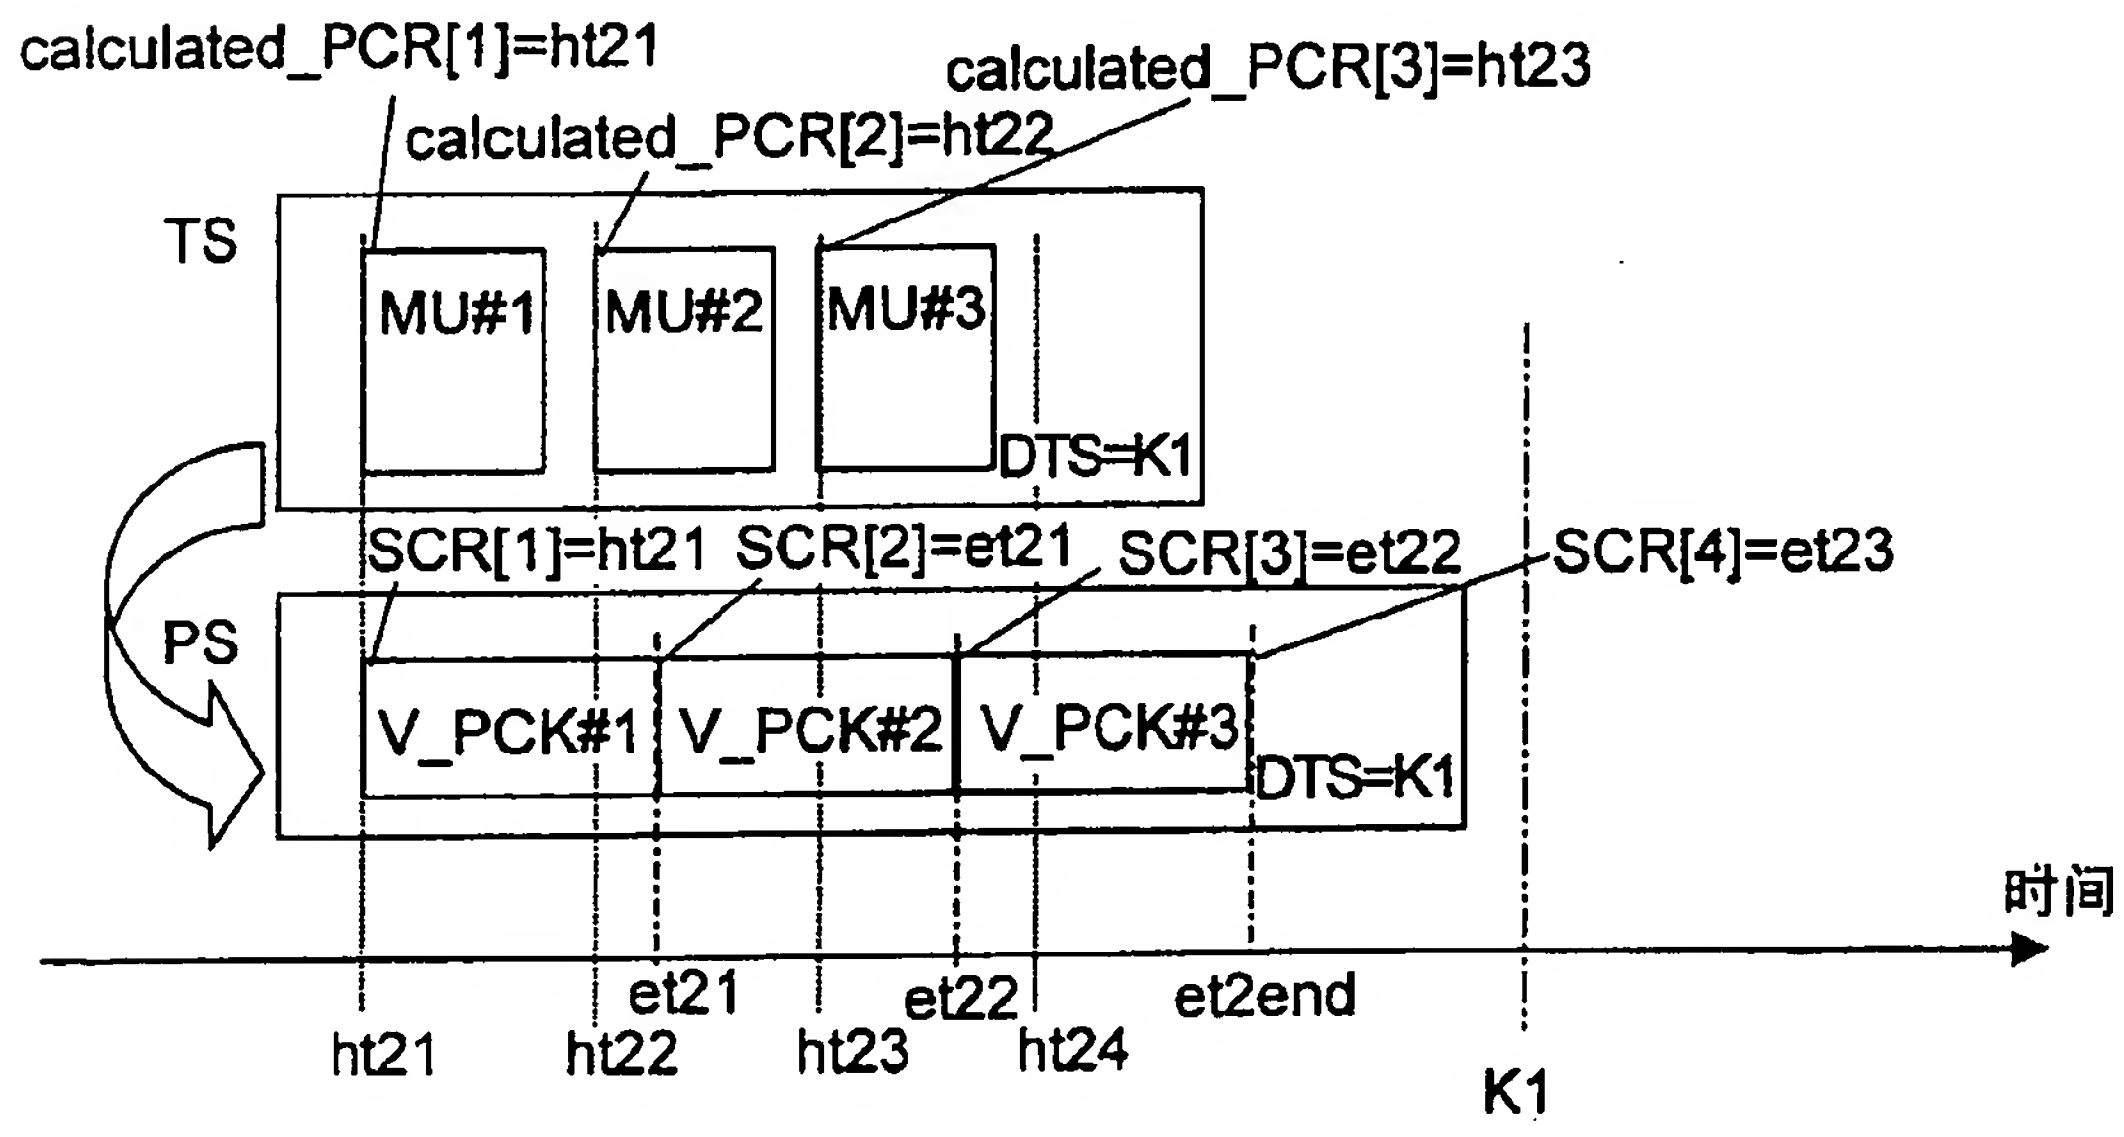 calculated_PCR[1]=ht21
calculated_PCR[3]=ht23
calculated_PCR[2]=ht22
TS
MU#1
MU#2
MU#3
DTS=K1
SCR[1]=ht21
SCR[2]=et21
SCR[3]=et22
SCR[4]=et23
PS
V_PCK#1
V_PCK#2
V_PCK#3
DTS=K1
时间
et21
et22
et2end
ht21
ht22
ht23
ht24
K1